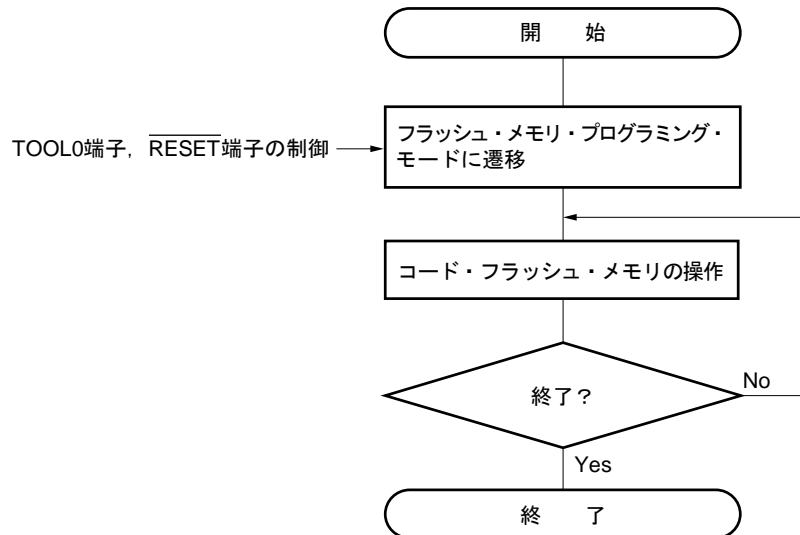 開　　始
TOOL0端子，RESET端子の制御
フラッシュ・メモリ・プログラミング・
モードに遷移
コード・フラッシュ・メモリの操作
終了？
No
Yes
終　　了